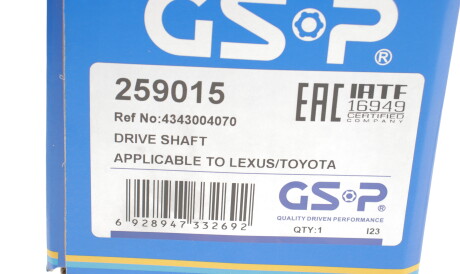 GSP
259015
Ref No:4343004070
DRIVE SHAFT
APPLICABLE TO LEXUS/TOYOTA
EAC
IATF
16949
CERTIFIED
COMPANY
6 928947 332692
GSP
QUALITY DRIVEN PERFORMANCE
QTY:1 I23